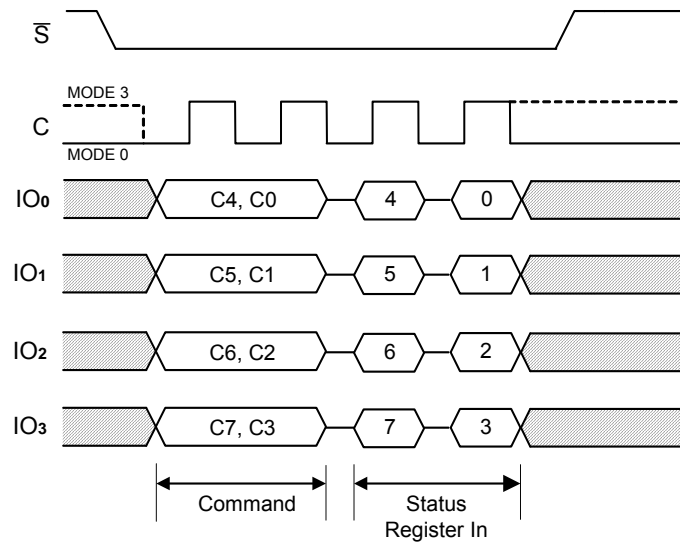 S̅
MODE 3
C
MODE 0
IO0 C4, C0 4 0
IO1 C5, C1 5 1
IO2 C6, C2 6 2
IO3 C7, C3 7 3
Command Status
Register In